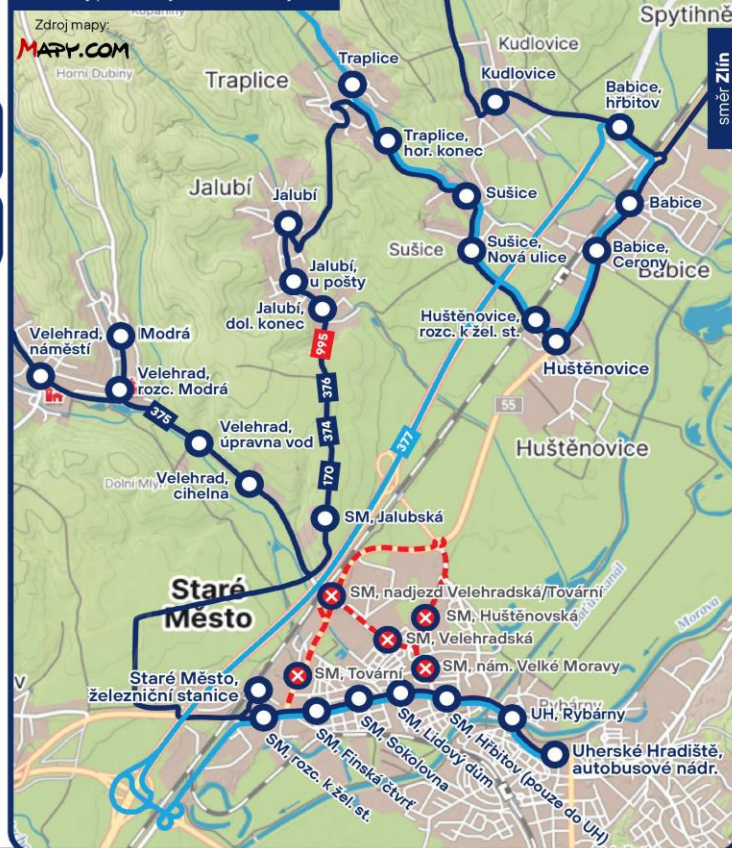 Zdroj mapy:
MAPY.COM
Horní Dubiny
Spytihně
směr Zlín
Kudlovice
Kudlovice
Traplice
Traplice
Babice,
hřbitov
Traplice,
hor. konec
Jalubí
Jalubí
Sušice
Babice
Sušice
Sušice,
Nová ulice
Babice,
Cerony
Babice
Jalubí,
u pošty
Jalubí,
dol. konec
Huštěnovice,
rozc. k žel. st.
Velehrad,
náměstí
Modrá
995
Huštěnovice
Velehrad,
rozc. Modrá
376
55
375
374
377
Velehrad,
úpravna vod
Huštěnovice
170
Dolní Mlýn
Velehrad,
cihelna
SM, Jalubská
Staré
Město
SM, nadjezd Velehradská/Tovární
SM, Huštěnovská
Morava
SM, Velehradská
SM, nám. Velké Moravy
SM, Tovární
Staré Město,
železniční stanice
Rybárny
UH, Rybárny
SM, rozc. k žel. st.
SM, Finská čtvrť
SM, Sokolovna
SM, Lidový dům
SM, Hřbitov (pouze do UH)
Uherské Hradiště,
autobusové nádr.